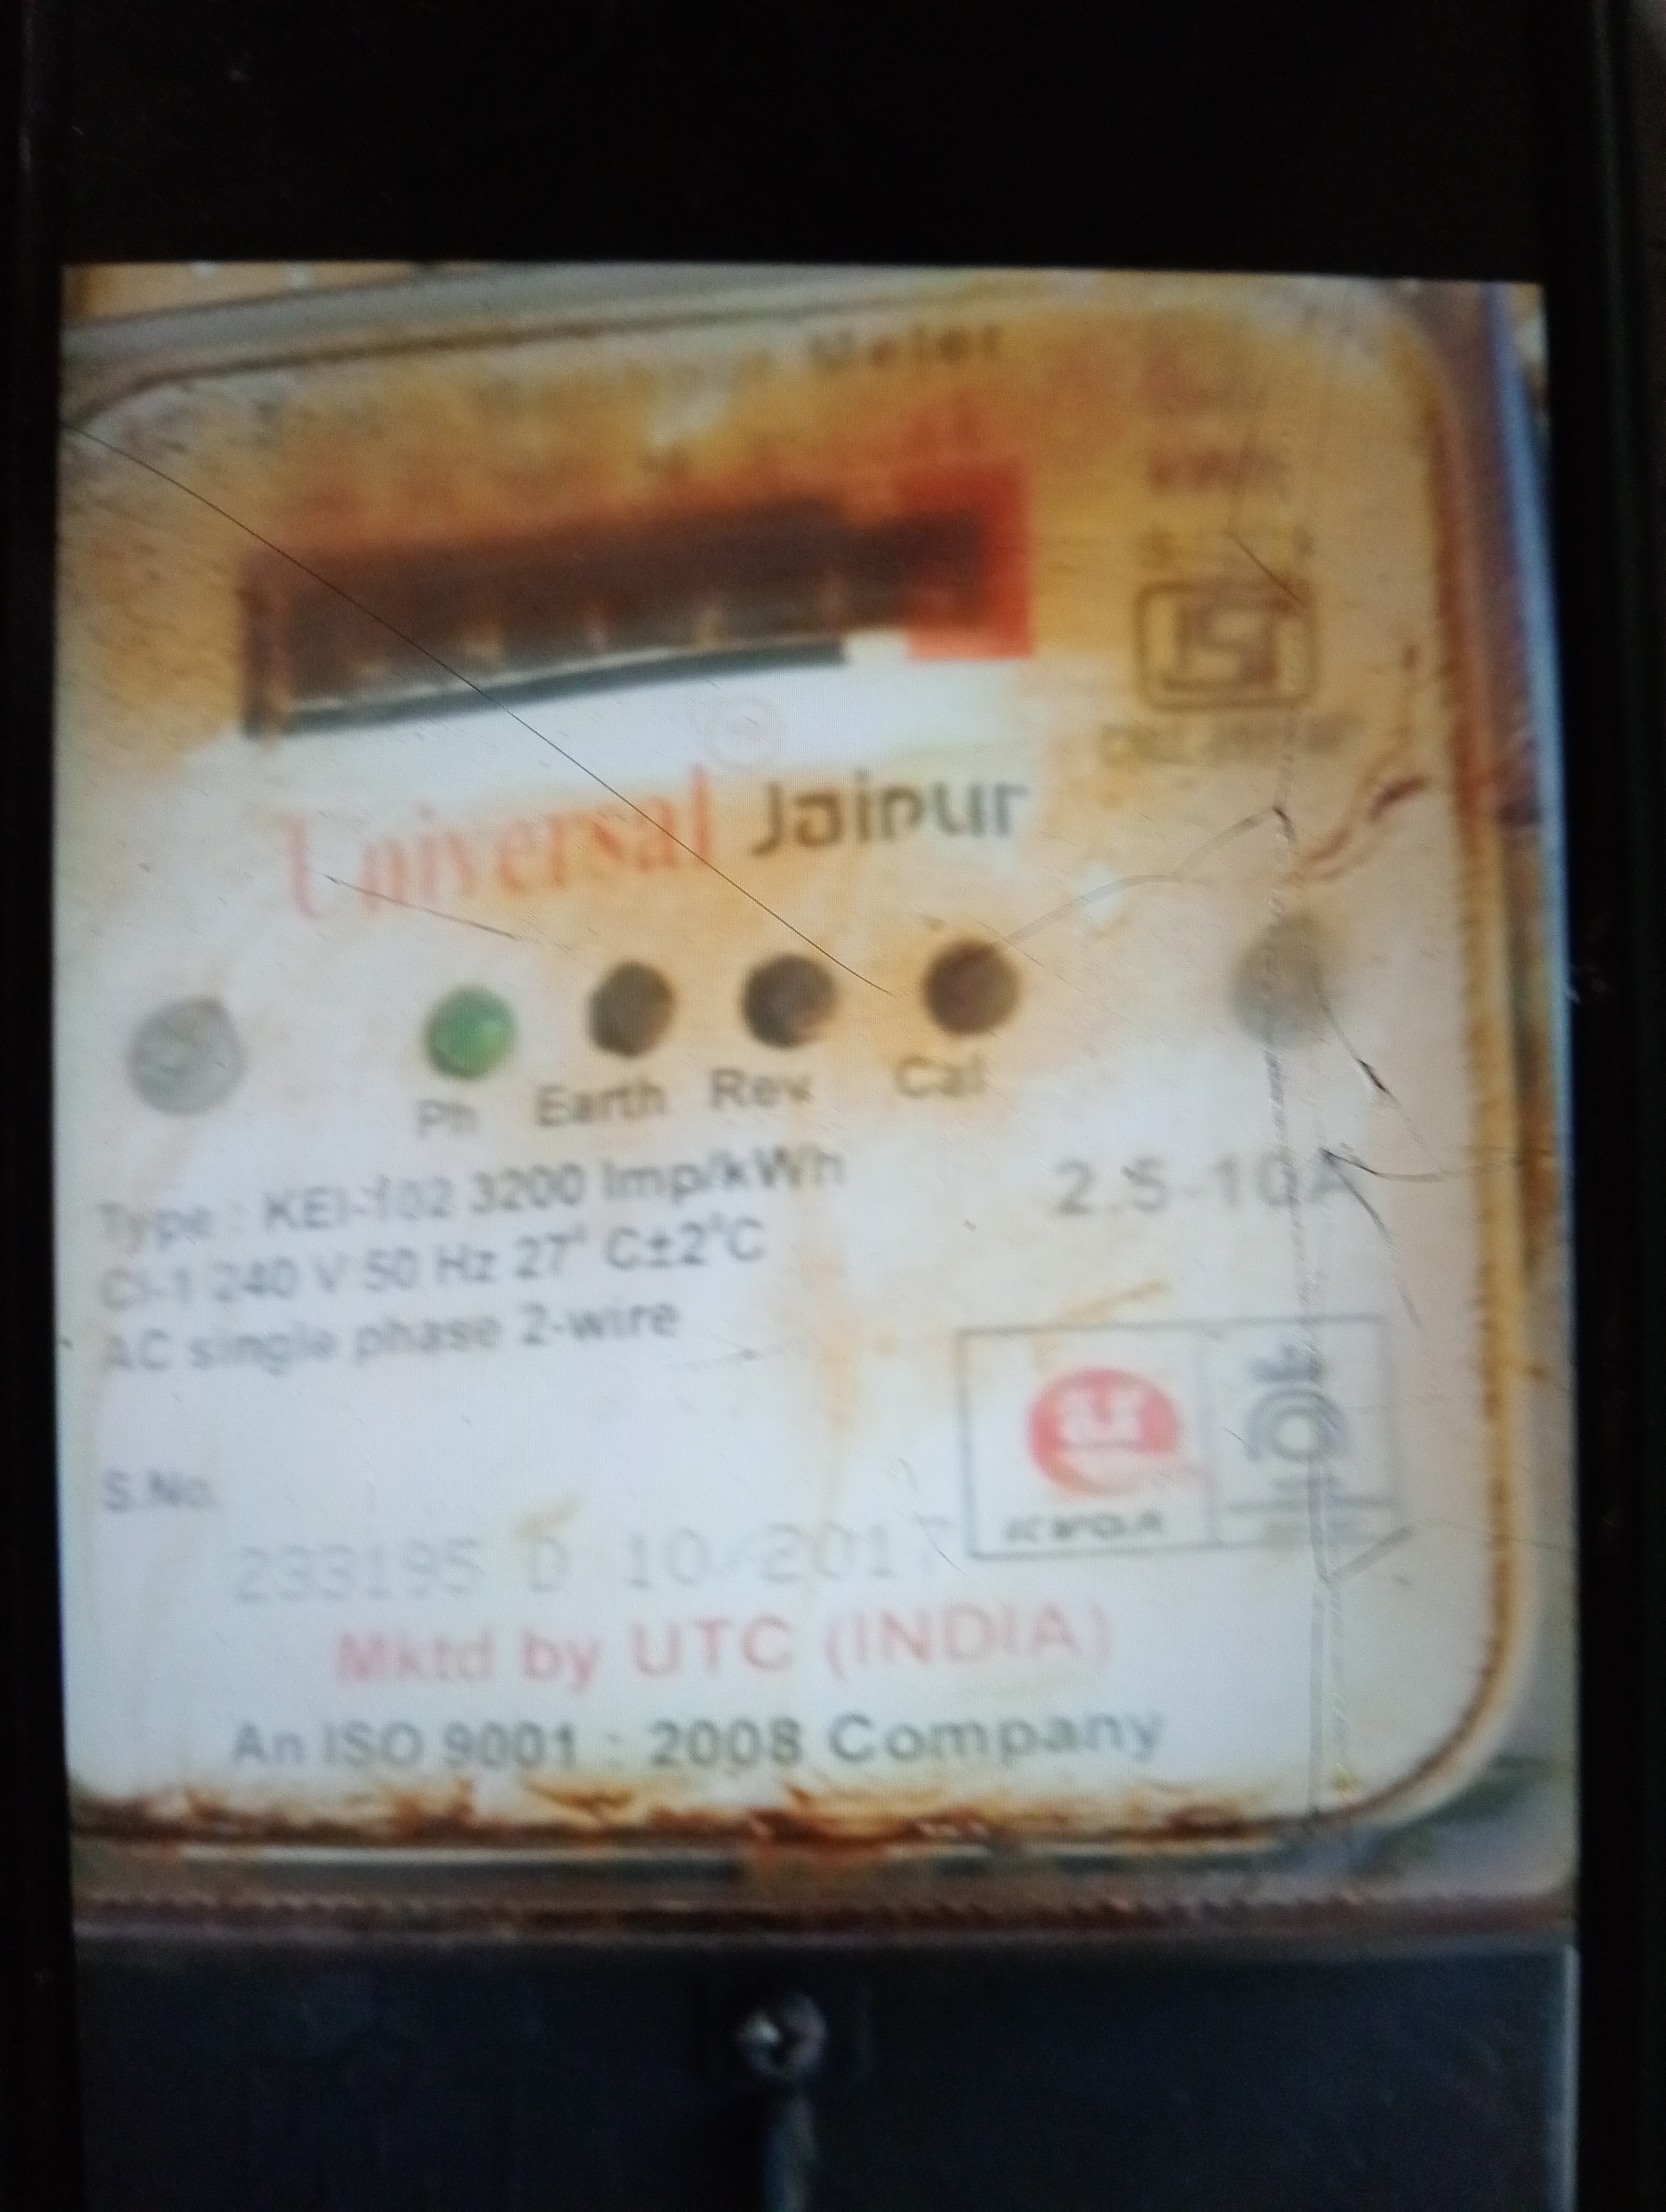 Meter
kWh
ISI
Universal Jaipur
Ph Earth Rev Cal
Type : KEI-102 3200 Imp/kWh
2.5-10A
Cl-1 240 V 50 Hz 27° C±2°C
AC single phase 2-wire
S.No.
233195 D 10/2017
Mktd by UTC (INDIA)
An ISO 9001 : 2008 Company